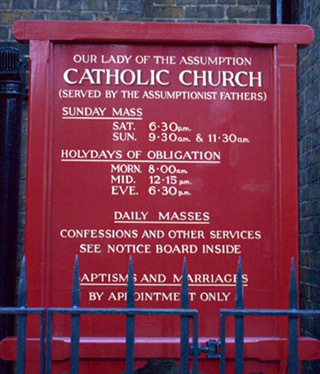 OUR LADY OF THE ASSUMPTION
CATHOLIC CHURCH
(SERVED BY THE ASSUMPTIONIST FATHERS)
SUNDAY MASS
SAT. 6·30p.m.
SUN. 9·30a.m. & 11·30a.m.
HOLYDAYS OF OBLIGATION
MORN. 8·00a.m.
MID. 12·15 p.m.
EVE. 6·30p.m.
DAILY MASSES
CONFESSIONS AND OTHER SERVICES
SEE NOTICE BOARD INSIDE
BAPTISMS AND MARRIAGES
BY APPOINTMENT ONLY